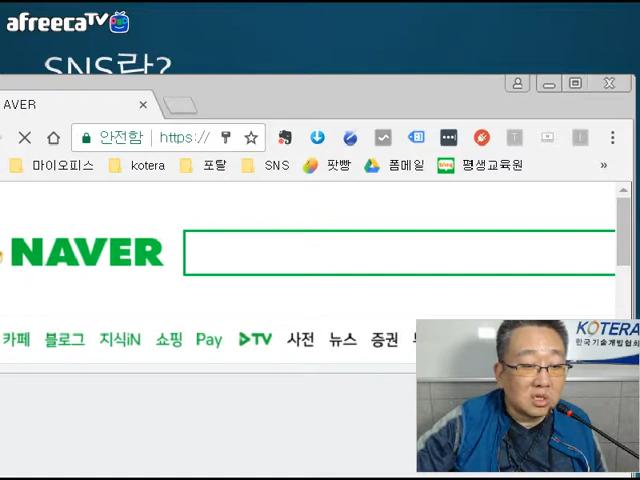 afreecaTV
SNS란?
AVER
안전함 https://
마이오피스 kotera 포탈 SNS 팟빵 폼메일 blog 평생교육원 »
NAVER
카페 블로그 지식iN 쇼핑 Pay TV 사전 뉴스 증권
KOTERA
한국기술개발협회